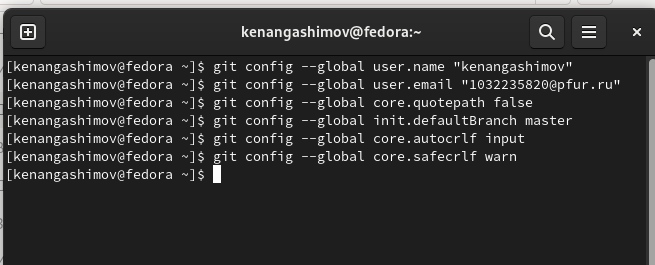 kenangashimov@fedora:~
[kenangashimov@fedora ~]$ git config --global user.name "kenangashimov"
[kenangashimov@fedora ~]$ git config --global user.email "1032235820@pfur.ru"
[kenangashimov@fedora ~]$ git config --global core.quotepath false
[kenangashimov@fedora ~]$ git config --global init.defaultBranch master
[kenangashimov@fedora ~]$ git config --global core.autocrlf input
[kenangashimov@fedora ~]$ git config --global core.safecrlf warn
[kenangashimov@fedora ~]$